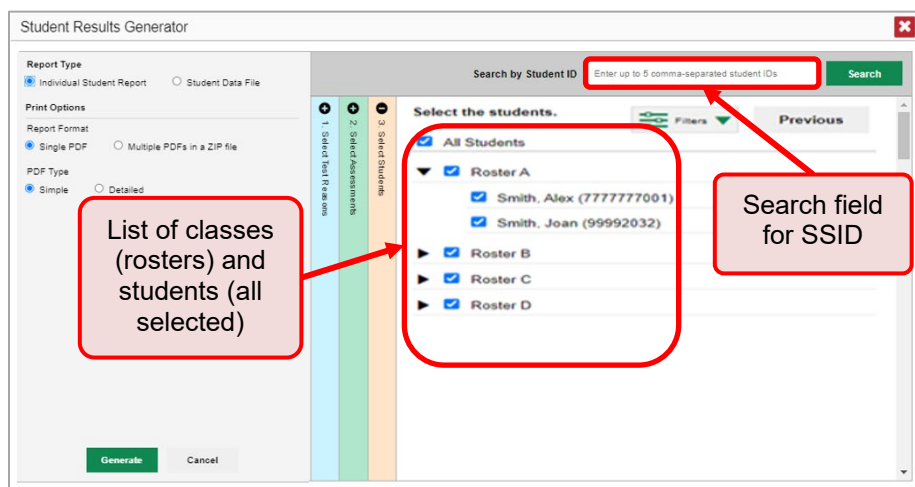 Student Results Generator
Report Type
Individual Student Report Student Data File
Print Options
Report Format
Single PDF Multiple PDFs in a ZIP file
PDF Type
Simple Detailed
List of classes
(rosters) and
students (all
selected)
Generate Cancel
Search by Student ID Enter up to 5 comma-separated student IDs Search
1. Select Test Reasons
2. Select Assessments
3. Select Students
Select the students. Filters Previous
All Students
Roster A
Smith, Alex (7777777001)
Smith, Joan (99992032)
Roster B
Roster C
Roster D
Search field
for SSID